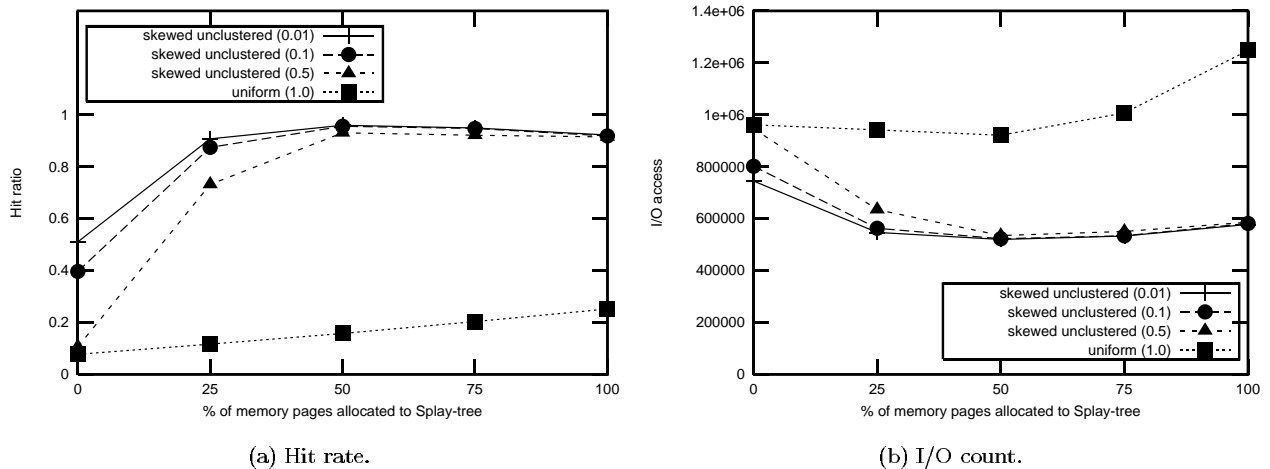 skewed unclustered (0.01)
skewed unclustered (0.1)
skewed unclustered (0.5)
uniform (1.0)
1
0.8
0.6
0.4
0.2
0
Hit ratio
0 25 50 75 100
% of memory pages allocated to Splay-tree
(a) Hit rate.
1.4e+06
1.2e+06
1e+06
800000
600000
400000
200000
0
I/O access
skewed unclustered (0.01)
skewed unclustered (0.1)
skewed unclustered (0.5)
uniform (1.0)
0 25 50 75 100
% of memory pages allocated to Splay-tree
(b) I/O count.